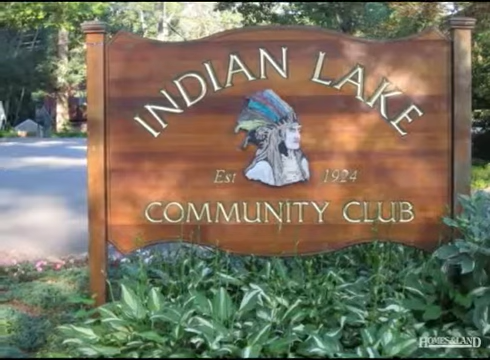 INDIAN LAKE
Est 1924
COMMUNITY CLUB
HOMES & LAND